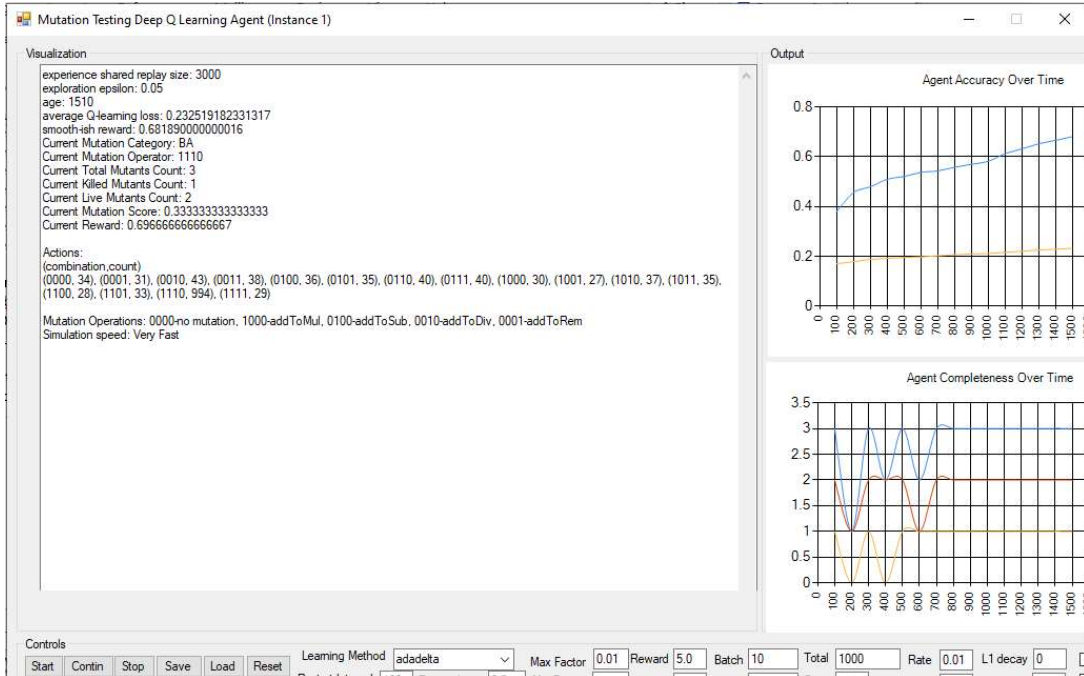 Mutation Testing Deep Q Learning Agent (Instance 1)
Visualization
experience shared replay size: 3000
exploration epsilon: 0.05
age: 1510
average Q-learning loss: 0.232519182331317
smooth-ish reward: 0.681890000000016
Current Mutation Category: BA
Current Mutation Operator: 1110
Current Total Mutants Count: 3
Current Killed Mutants Count: 1
Current Live Mutants Count: 2
Current Mutation Score: 0.333333333333333
Current Reward: 0.696666666666667
Actions:
(combination,count)
(0000, 34), (0001, 31), (0010, 43), (0011, 38), (0100, 36), (0101, 35), (0110, 40), (0111, 40), (1000, 30), (1001, 27), (1010, 37), (1011, 35),
(1100, 28), (1101, 33), (1110, 994), (1111, 29)
Mutation Operations: 0000-no mutation, 1000-addToMul, 0100-addToSub, 0010-addToDiv, 0001-addToRem
Simulation speed: Very Fast
Output
Agent Accuracy Over Time
0.8
0.6
0.4
0.2
0
0 100 200 300 400 500 600 700 800 900 1000 1100 1200 1300 1400 1500
Agent Completeness Over Time
3.5
3
2.5
2
1.5
1
0.5
0
0 100 200 300 400 500 600 700 800 900 1000 1100 1200 1300 1400 1500
Controls
Start Contin Stop Save Load Reset Learning Method adadelta Max Factor 0.01 Reward 5.0 Batch 10 Total 1000 Rate 0.01 L1 decay 0